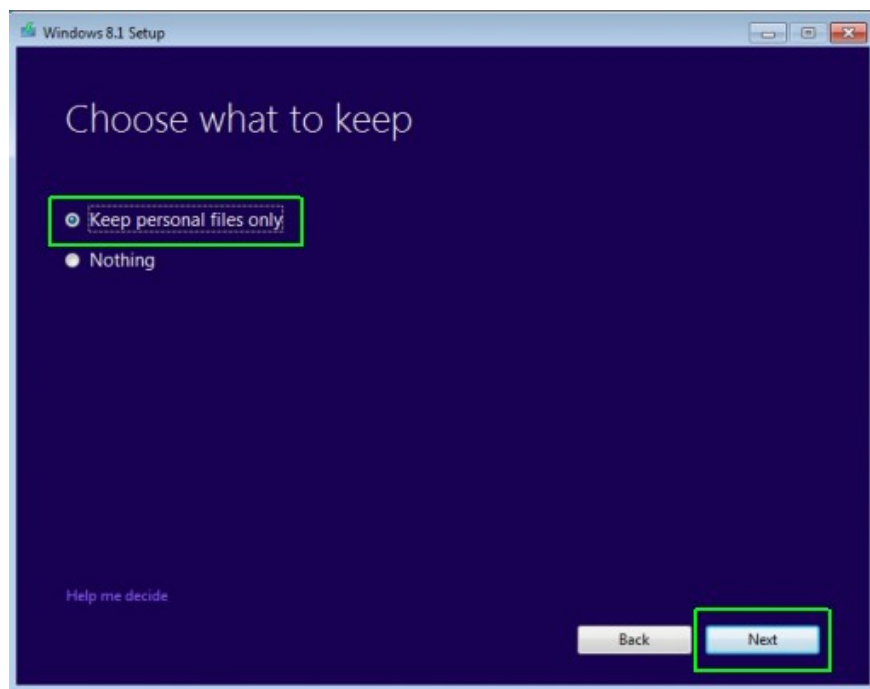 Windows 8.1 Setup
Choose what to keep
Keep personal files only
Nothing
Help me decide
Back
Next